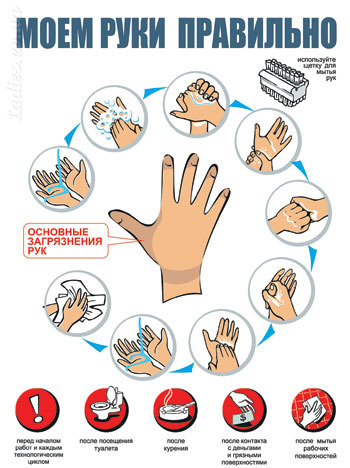 МОЕМ РУКИ ПРАВИЛЬНО
используйте
щетку для
мытья
рук
ОСНОВНЫЕ
ЗАГРЯЗНЕНИЯ
РУК
перед началом
работ и каждым
технологическим
циклом
после посещения
туалета
после
курения
после контакта
с деньгами
и грязными
поверхностями
после мытья
рабочих
поверхностей